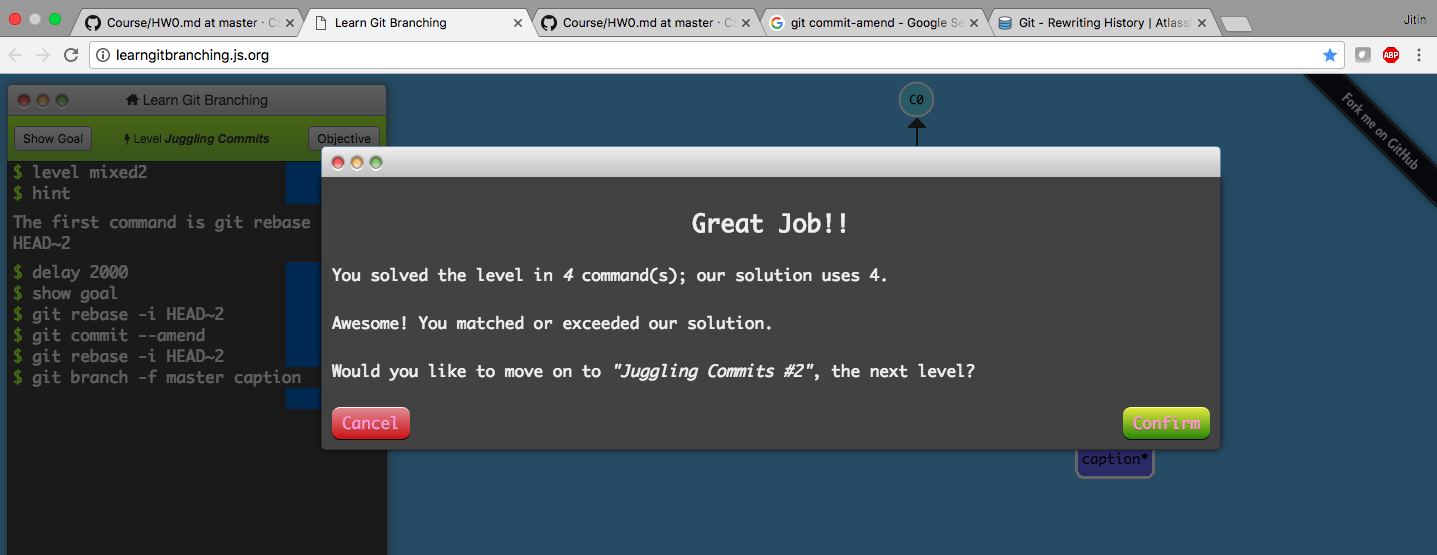 Course/HW0.md at master · CS
Learn Git Branching
Course/HW0.md at master · CS
git commit-amend - Google Se
Git - Rewriting History | Atlassi
Jitin
learngitbranching.js.org
ABP
Learn Git Branching
Show Goal
Level Juggling Commits
Objective
$ level mixed2
$ hint
The first command is git rebase
HEAD~2
$ delay 2000
$ show goal
$ git rebase -i HEAD~2
$ git commit --amend
$ git rebase -i HEAD~2
$ git branch -f master caption
C0
Fork me on GitHub
Great Job!!
You solved the level in 4 command(s); our solution uses 4.
Awesome! You matched or exceeded our solution.
Would you like to move on to "Juggling Commits #2", the next level?
Cancel
Confirm
caption*